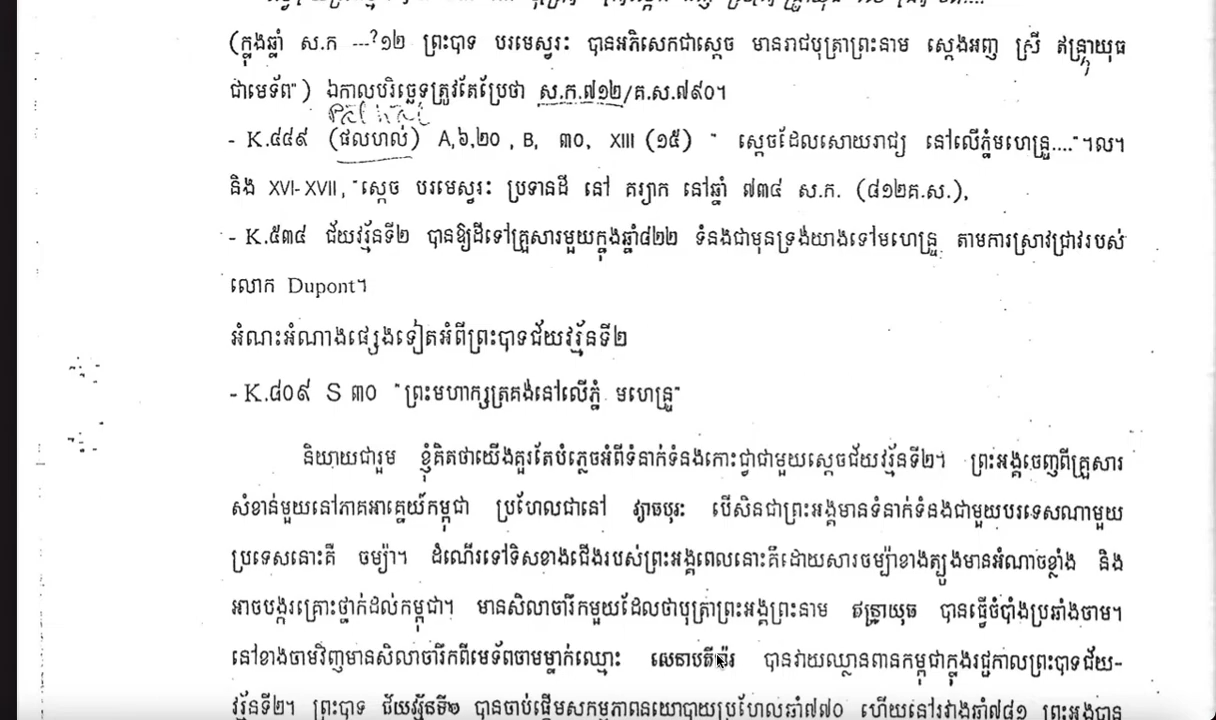 (ក្នុងឆ្នាំ ស.ក ---?១២ ព្រះបាទ បរមេស្វរៈ បានអភិសេកជាស្ដេច មានរាជបុត្រាព្រះនាម ស្ដេងអញ ស្រី ឥន្ទ្រាយុធ
ជាមេទ័ព") ឯកាលបរិច្ឆេទត្រូវតែប្រែថា ស.ក.៧១២/គ.ស.៧៩០។
Pal hal
- K.៤៤៩ (ផលហល់) A,៦,២០ , B, ៣០, XIII (១៥) " ស្ដេចដែលសោយរាជ្យ នៅលើភ្នំមហេន្ទ្រ...."។ល។
និង XVI-XVII, "ស្ដេច បរមេស្វរៈ ប្រទានដី នៅ គរ្យាក នៅឆ្នាំ ៧៣៤ ស.ក. (៨១២គ.ស.),
- K.៥៣៤ ជ័យវរ្ម័នទី២ បានឱ្យដីទៅគ្រួសារមួយក្នុងឆ្នាំ៨២២ ទំនងជាមុនទ្រង់យាងទៅមហេន្ទ្រ តាមការស្រាវជ្រាវរបស់
លោក Dupont។
អំណះអំណាងផ្សេងទៀតអំពីព្រះបាទជ័យវរ្ម័នទី២
- K.៨០៩ S ៣០ "ព្រះមហាក្សត្រគង់នៅលើភ្នំ មហេន្ទ្រ"
និយាយជារួម ខ្ញុំគិតថាយើងគួរតែបំភ្លេចអំពីទំនាក់ទំនងកោះជ្វាជាមួយស្ដេចជ័យវរ្ម័នទី២។ ព្រះអង្គចេញពីគ្រួសារ
សំខាន់មួយនៅភាគអាគ្នេយ៍កម្ពុជា ប្រហែលជានៅ វ្យាធបុរៈ បើសិនជាព្រះអង្គមានទំនាក់ទំនងជាមួយបរទេសណាមួយ
ប្រទេសនោះគឺ ចម្ប៉ា។ ដំណើរទៅទិសខាងជើងរបស់ព្រះអង្គពេលនោះគឺដោយសារចម្ប៉ាខាងត្បូងមានអំណាចខ្លាំង និង
អាចបង្ករគ្រោះថ្នាក់ដល់កម្ពុជា។ មានសិលាចារឹកមួយដែលថាបុត្រាព្រះអង្គព្រះនាម ឥន្ទ្រាយុធ បានធ្វើចំបាំងប្រឆាំងចាម។
នៅខាងចាមវិញមានសិលាចារឹកពីមេទ័ពចាមម្នាក់ឈ្មោះ បានវាយឈ្លានពានកម្ពុជាក្នុងរជ្ជកាលព្រះបាទជ័យ-
វរ្ម័នទី២។ ព្រះបាទ ជ័យវរ្ម័នទី២ បានចាប់ផ្ដើមសកម្មភាពនយោបាយប្រហែលឆ្នាំ៧៧០ ហើយនៅរវាងឆ្នាំ៧៨១ ព្រះអង្គបាន